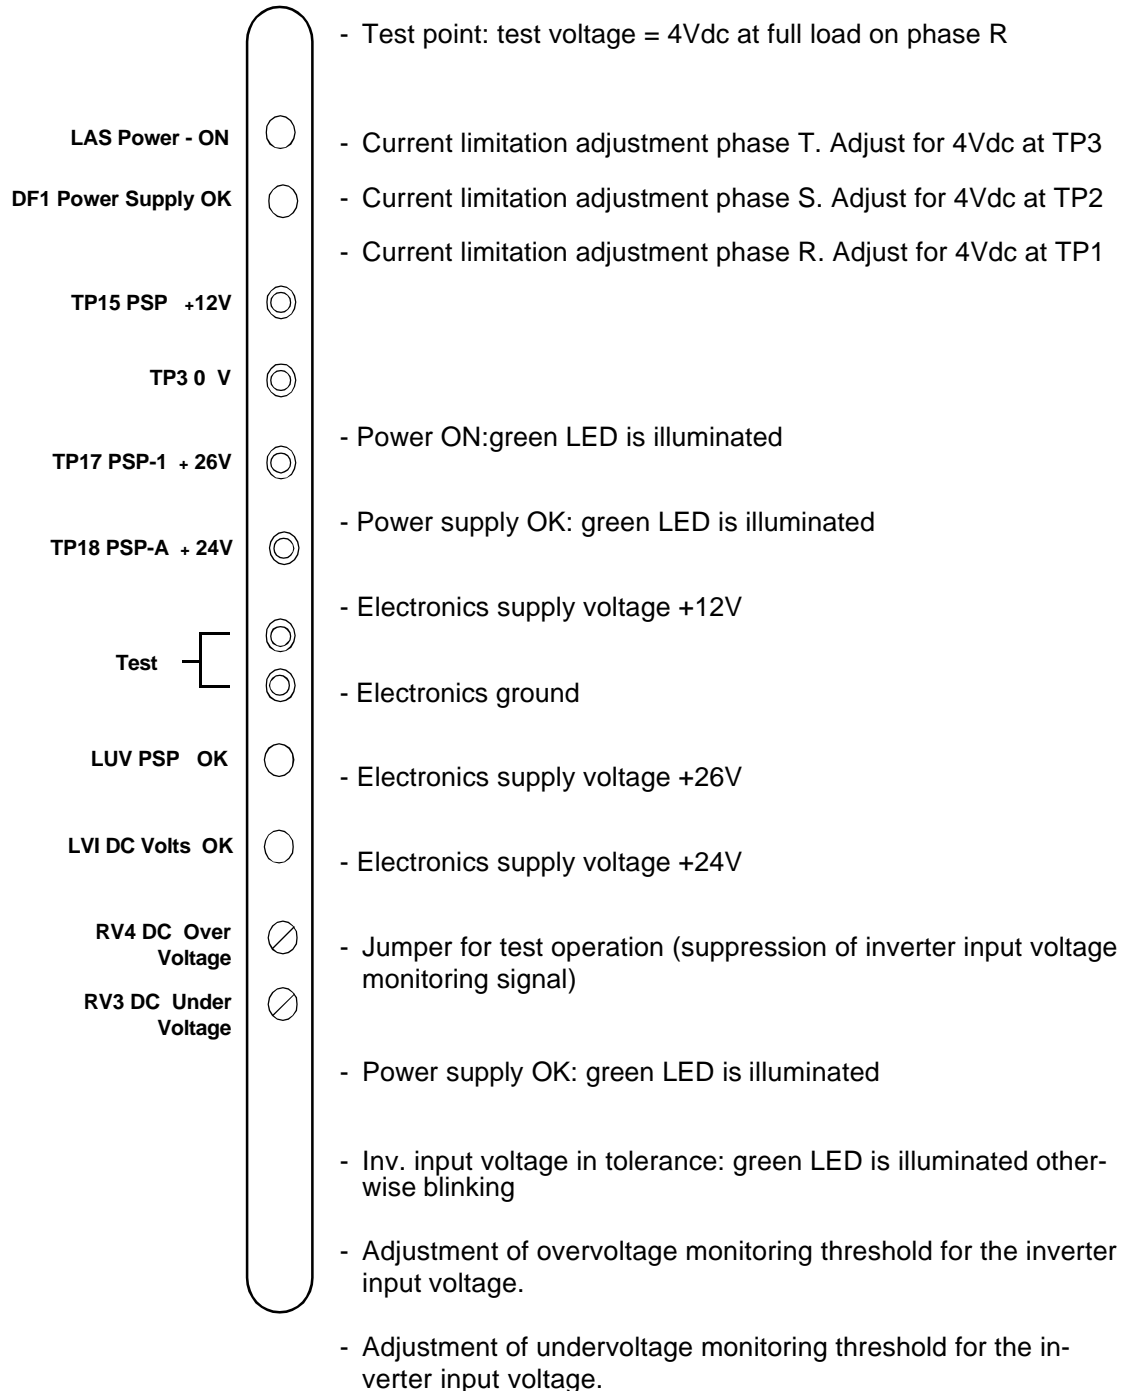 - Test point: test voltage = 4Vdc at full load on phase R
LAS Power - ON
- Current limitation adjustment phase T. Adjust for 4Vdc at TP3
DF1 Power Supply OK
- Current limitation adjustment phase S. Adjust for 4Vdc at TP2
- Current limitation adjustment phase R. Adjust for 4Vdc at TP1
TP15 PSP +12V
TP3 0 V
- Power ON:green LED is illuminated
TP17 PSP-1 + 26V
- Power supply OK: green LED is illuminated
TP18 PSP-A + 24V
- Electronics supply voltage +12V
Test
- Electronics ground
LUV PSP OK
- Electronics supply voltage +26V
LVI DC Volts OK
- Electronics supply voltage +24V
RV4 DC Over
Voltage
- Jumper for test operation (suppression of inverter input voltage
monitoring signal)
RV3 DC Under
Voltage
- Power supply OK: green LED is illuminated
- Inv. input voltage in tolerance: green LED is illuminated other-
wise blinking
- Adjustment of overvoltage monitoring threshold for the inverter
input voltage.
- Adjustment of undervoltage monitoring threshold for the in-
verter input voltage.